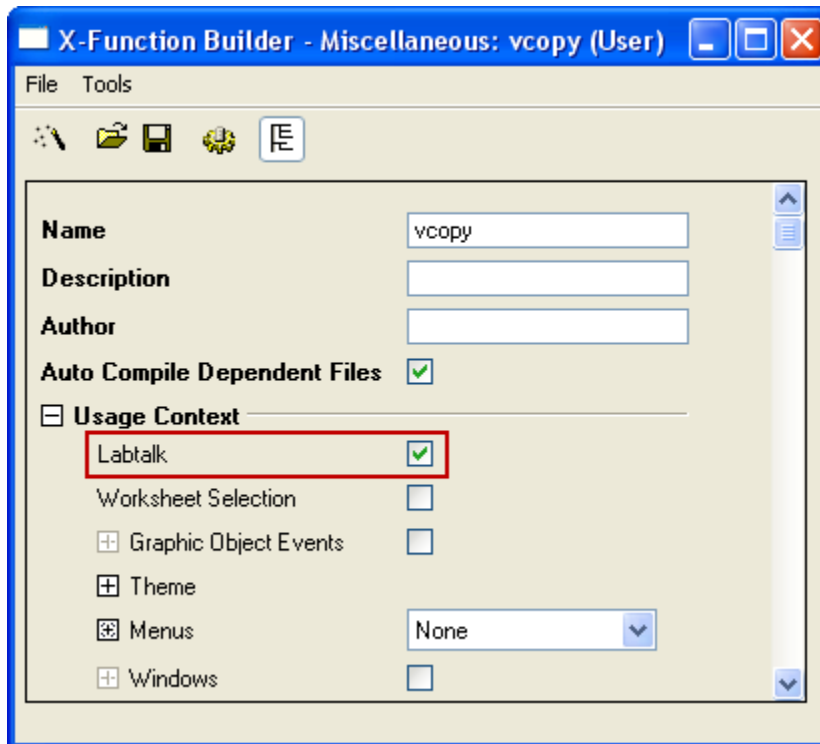 X-Function Builder - Miscellaneous: vcopy (User)
File Tools
Name vcopy
Description
Author
Auto Compile Dependent Files
Usage Context
Labtalk
Worksheet Selection
Graphic Object Events
Theme
Menus None
Windows